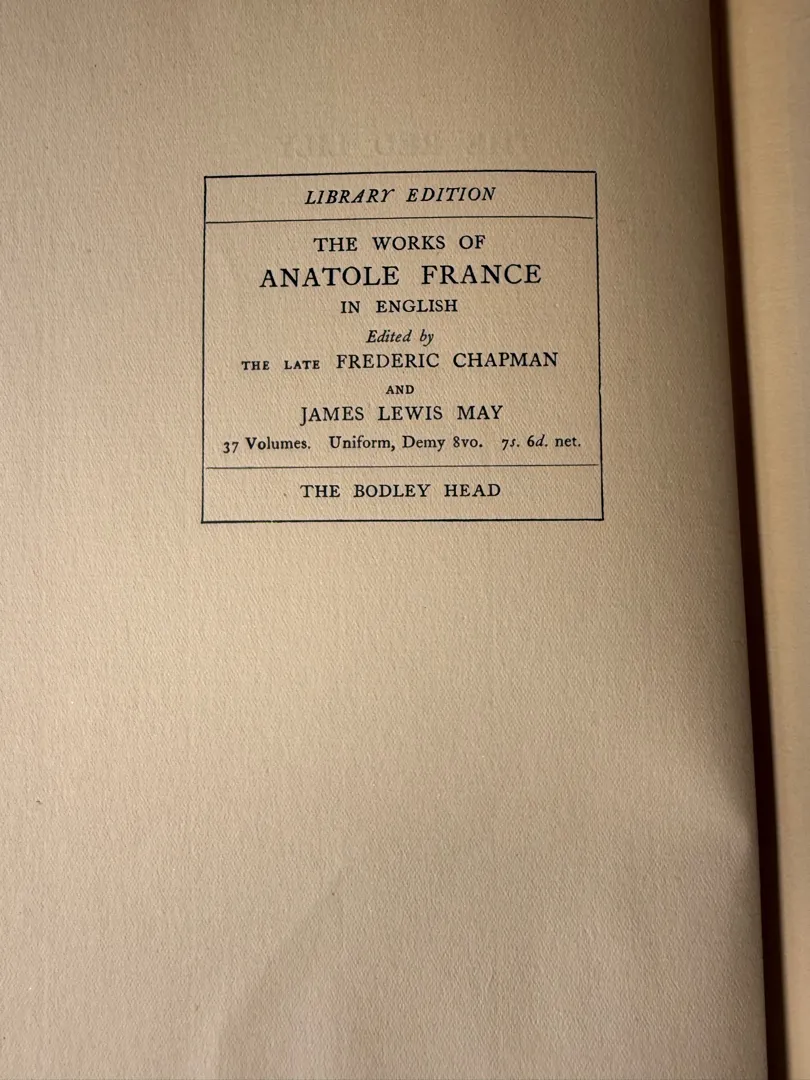 LIBRARY EDITION
THE WORKS OF
ANATOLE FRANCE
IN ENGLISH
Edited by
THE LATE FREDERIC CHAPMAN
AND
JAMES LEWIS MAY
37 Volumes. Uniform, Demy 8vo. 7s. 6d. net.
THE BODLEY HEAD